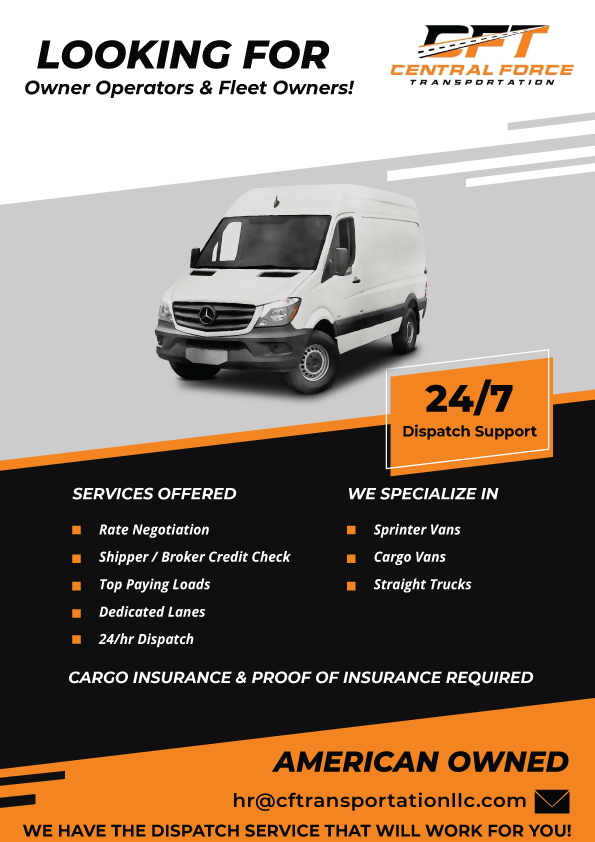 LOOKING FOR
Owner Operators & Fleet Owners!
CFT
CENTRAL FORCE
TRANSPORTATION
24/7
Dispatch Support
SERVICES OFFERED
Rate Negotiation
Shipper / Broker Credit Check
Top Paying Loads
Dedicated Lanes
24/hr Dispatch
WE SPECIALIZE IN
Sprinter Vans
Cargo Vans
Straight Trucks
CARGO INSURANCE & PROOF OF INSURANCE REQUIRED
AMERICAN OWNED
hr@cftransportationllc.com
WE HAVE THE DISPATCH SERVICE THAT WILL WORK FOR YOU!